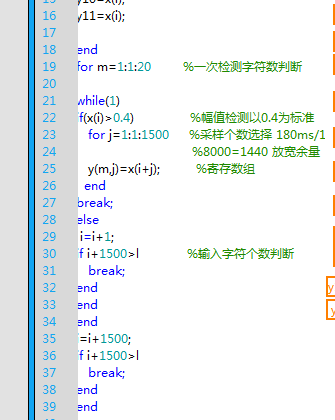 y10=x(i);
16 y11=x(i);
17
18 end
19 for m=1:1:20 %一次检测字符数判断
20
21 while(1)
22 if(x(i)>0.4) %幅值检测以0.4为标准
23 for j=1:1:1500 %采样个数选择 180ms/1
24 %8000=1440 放宽余量
25 y(m,j)=x(i+j); %寄存数组
26 end
27 break;
28 else
29 i=i+1;
30 if i+1500>l %输入字符个数判断
31 break;
32 end
33 end
34 end
35 =i+1500;
36 if i+1500>l
37 break;
38 end
39 end
y
y